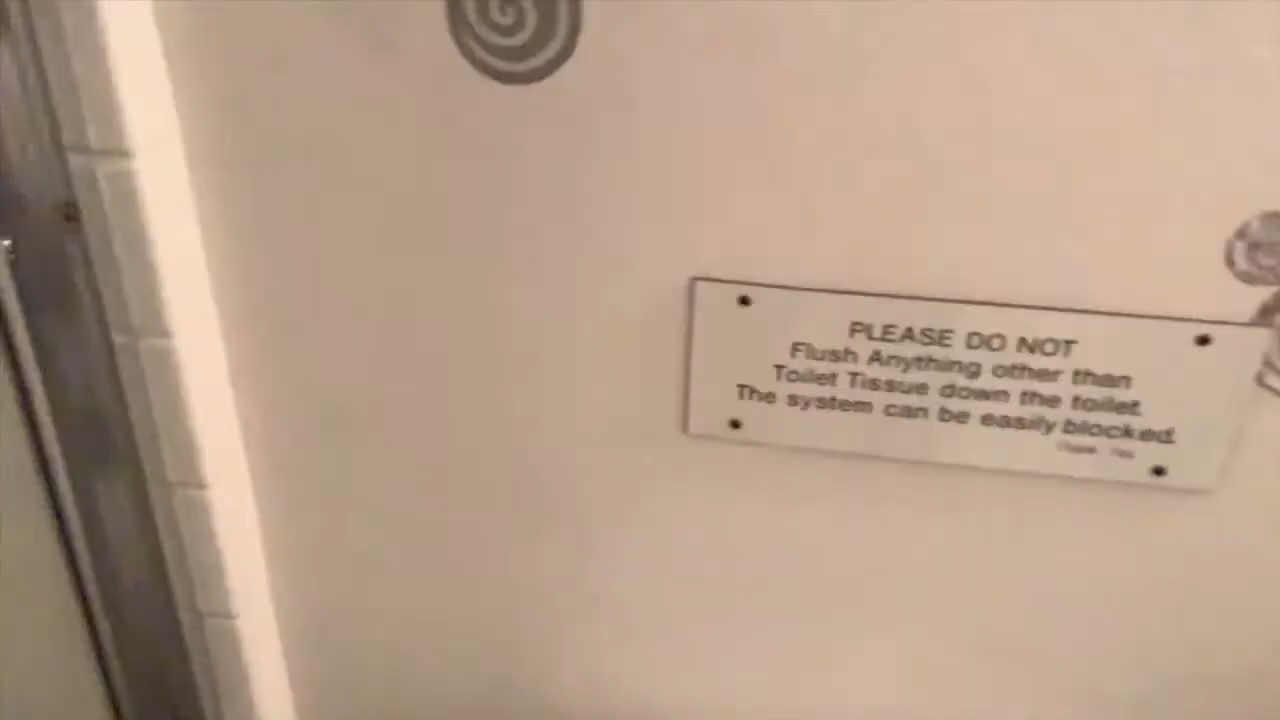 PLEASE DO NOT
Flush Anything other than
Toilet Tissue down the toilet.
The system can be easily blocked.